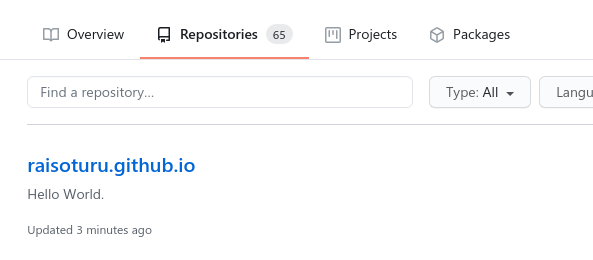 Overview Repositories 65 Projects Packages
Find a repository... Type: All Langu
raisoturu.github.io
Hello World.
Updated 3 minutes ago